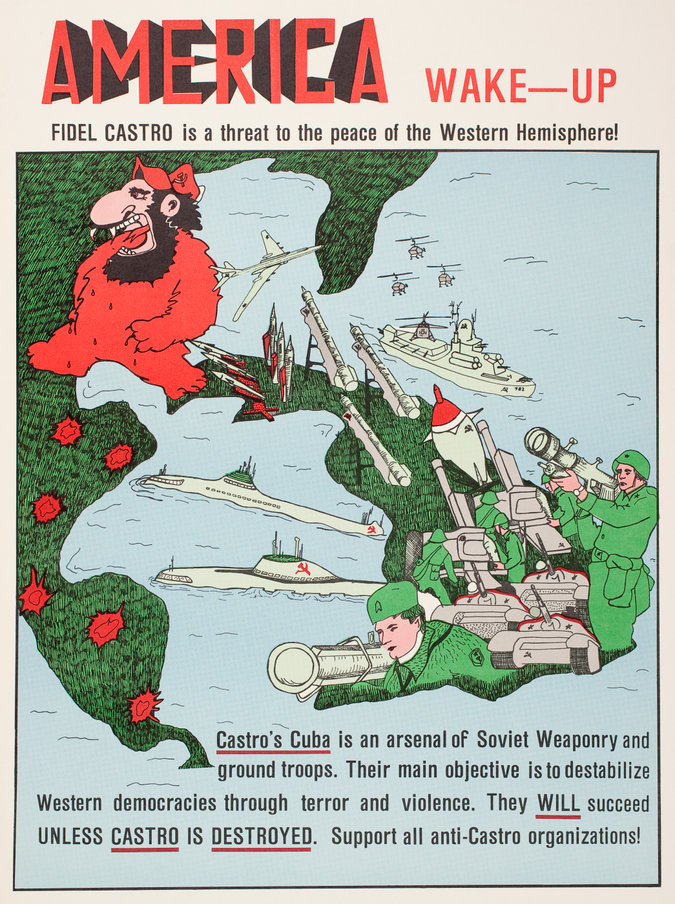 AMERICA WAKE—UP
FIDEL CASTRO is a threat to the peace of the Western Hemisphere!
782
Castro's Cuba is an arsenal of Soviet Weaponry and
ground troops. Their main objective is to destabilize
Western democracies through terror and violence. They WILL succeed
UNLESS CASTRO IS DESTROYED. Support all anti-Castro organizations!